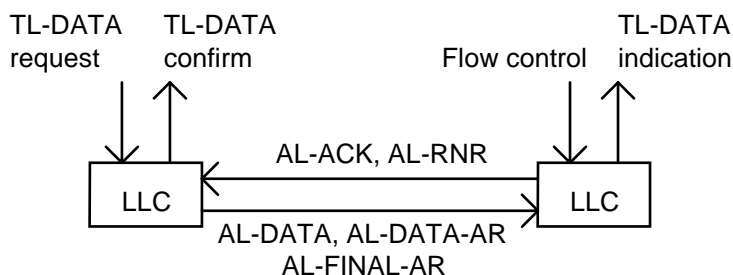 TL-DATA request
TL-DATA confirm
Flow control
TL-DATA indication
AL-ACK, AL-RNR
LLC
LLC
AL-DATA, AL-DATA-AR
AL-FINAL-AR